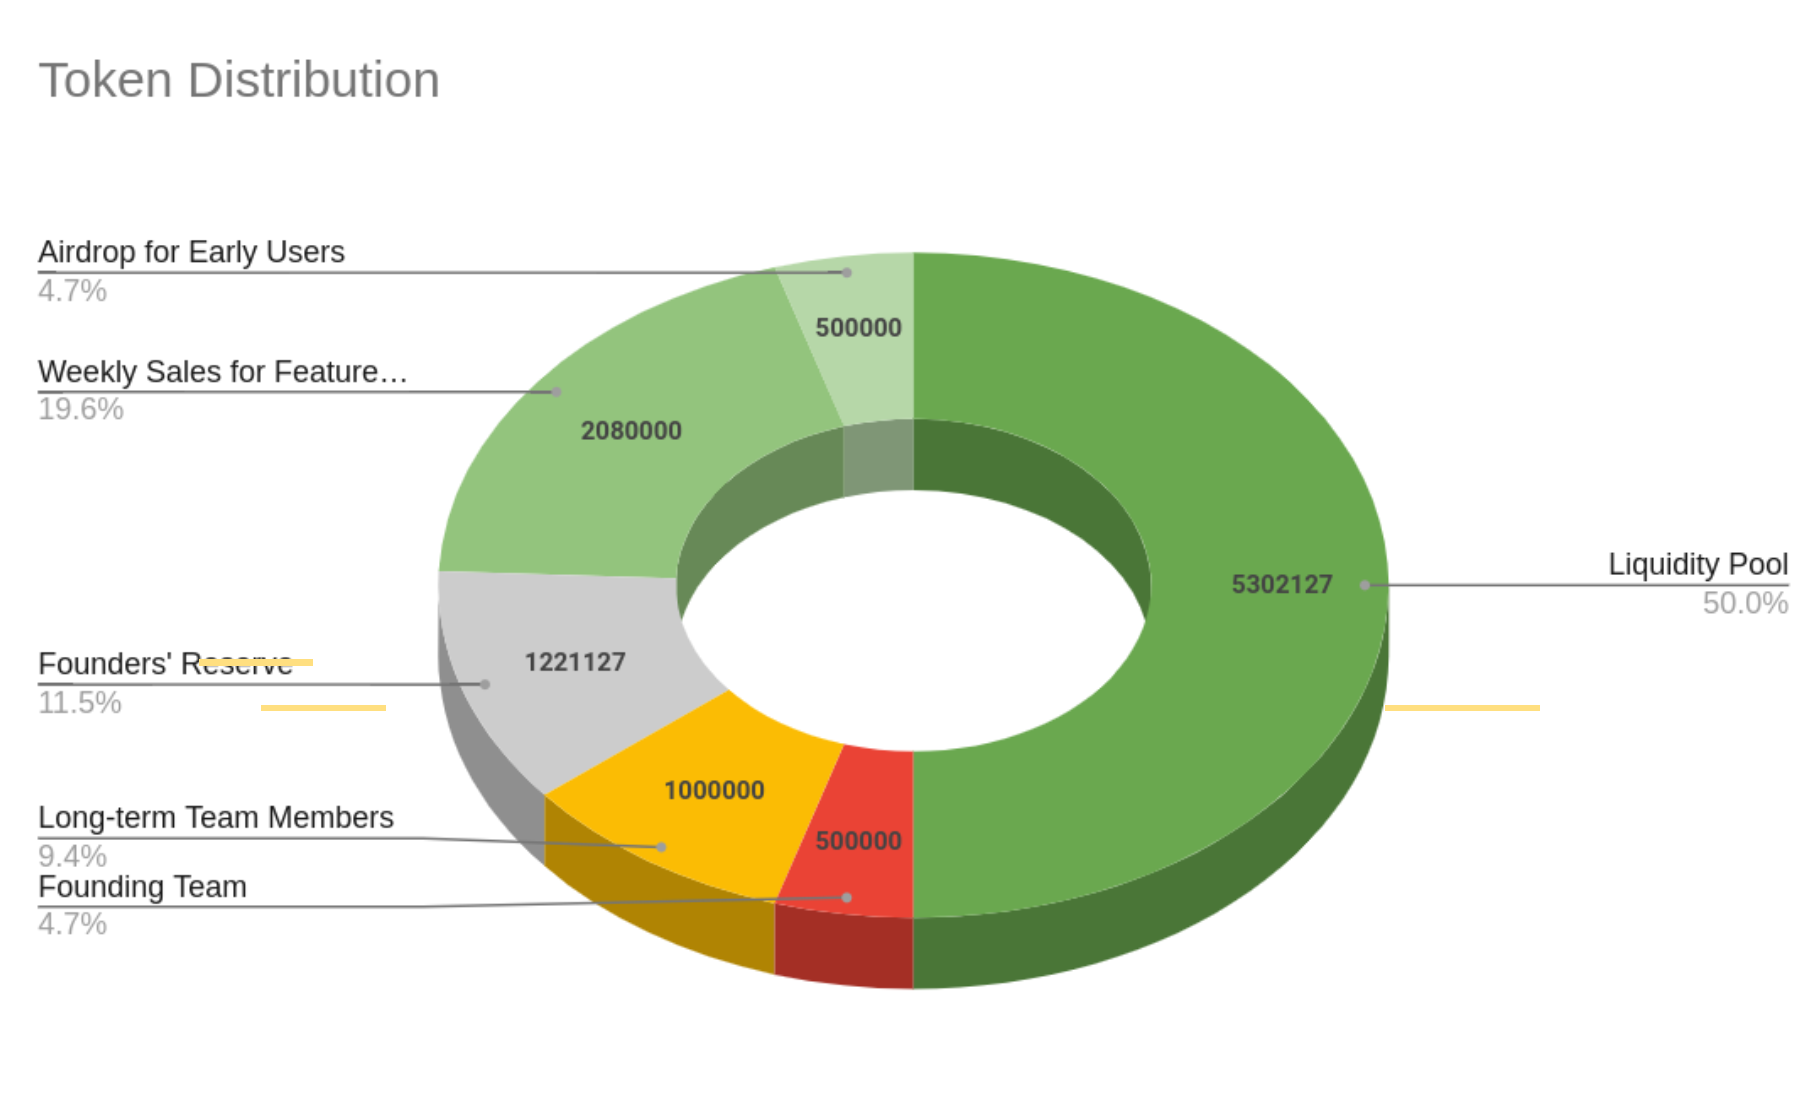 Token Distribution
Airdrop for Early Users
4.7%
500000
Weekly Sales for Feature…
19.6%
2080000
Liquidity Pool
50.0%
5302127
Founders' Reserve
11.5%
1221127
Long-term Team Members
9.4%
1000000
Founding Team
4.7%
500000